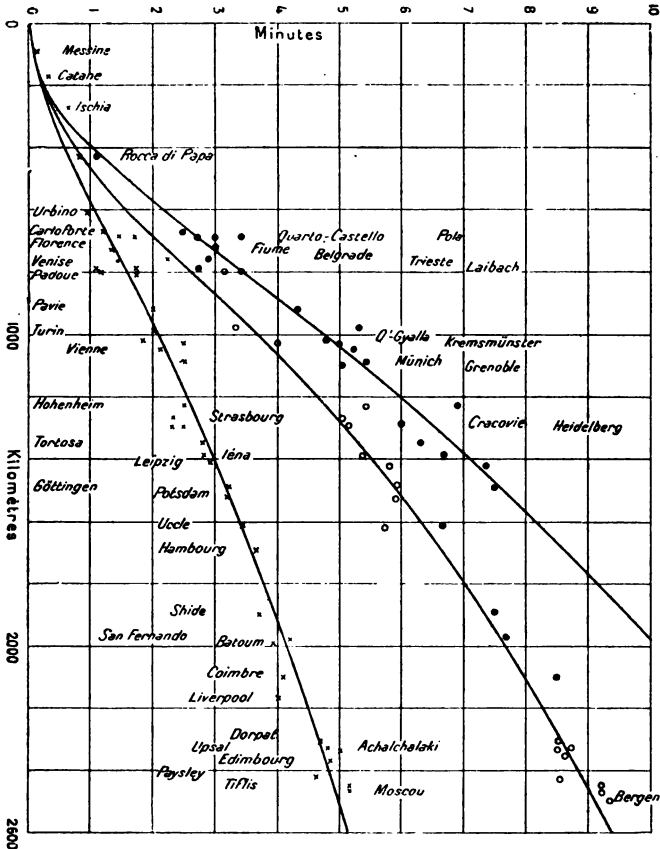 0 1 2 3 4 5 6 7 8 9 10
Minutes
0
Messine
Catane
Ischia
Rocca di Papa
Urbino
CarloForte Quarto-Castello Pola
Florence Fiume Belgrade
Venise Trieste Laibach
Padoue
Pavie
1000
Turin O'-Gyalla Kremsmünster
Vienne Münich Grenoble
Hohenheim Strasbourg Cracovie Heidelberg
Tortosa
Leipzig Iéna
Kilomètres
Göttingen Potsdam
Uccle
Hambourg
Shide
San Fernando Batoum
2000
Coimbre
Liverpool
Dorpat
Upsal Achalchalaki
Edimbourg
Paysley
Tiflis Moscou Bergen
2600